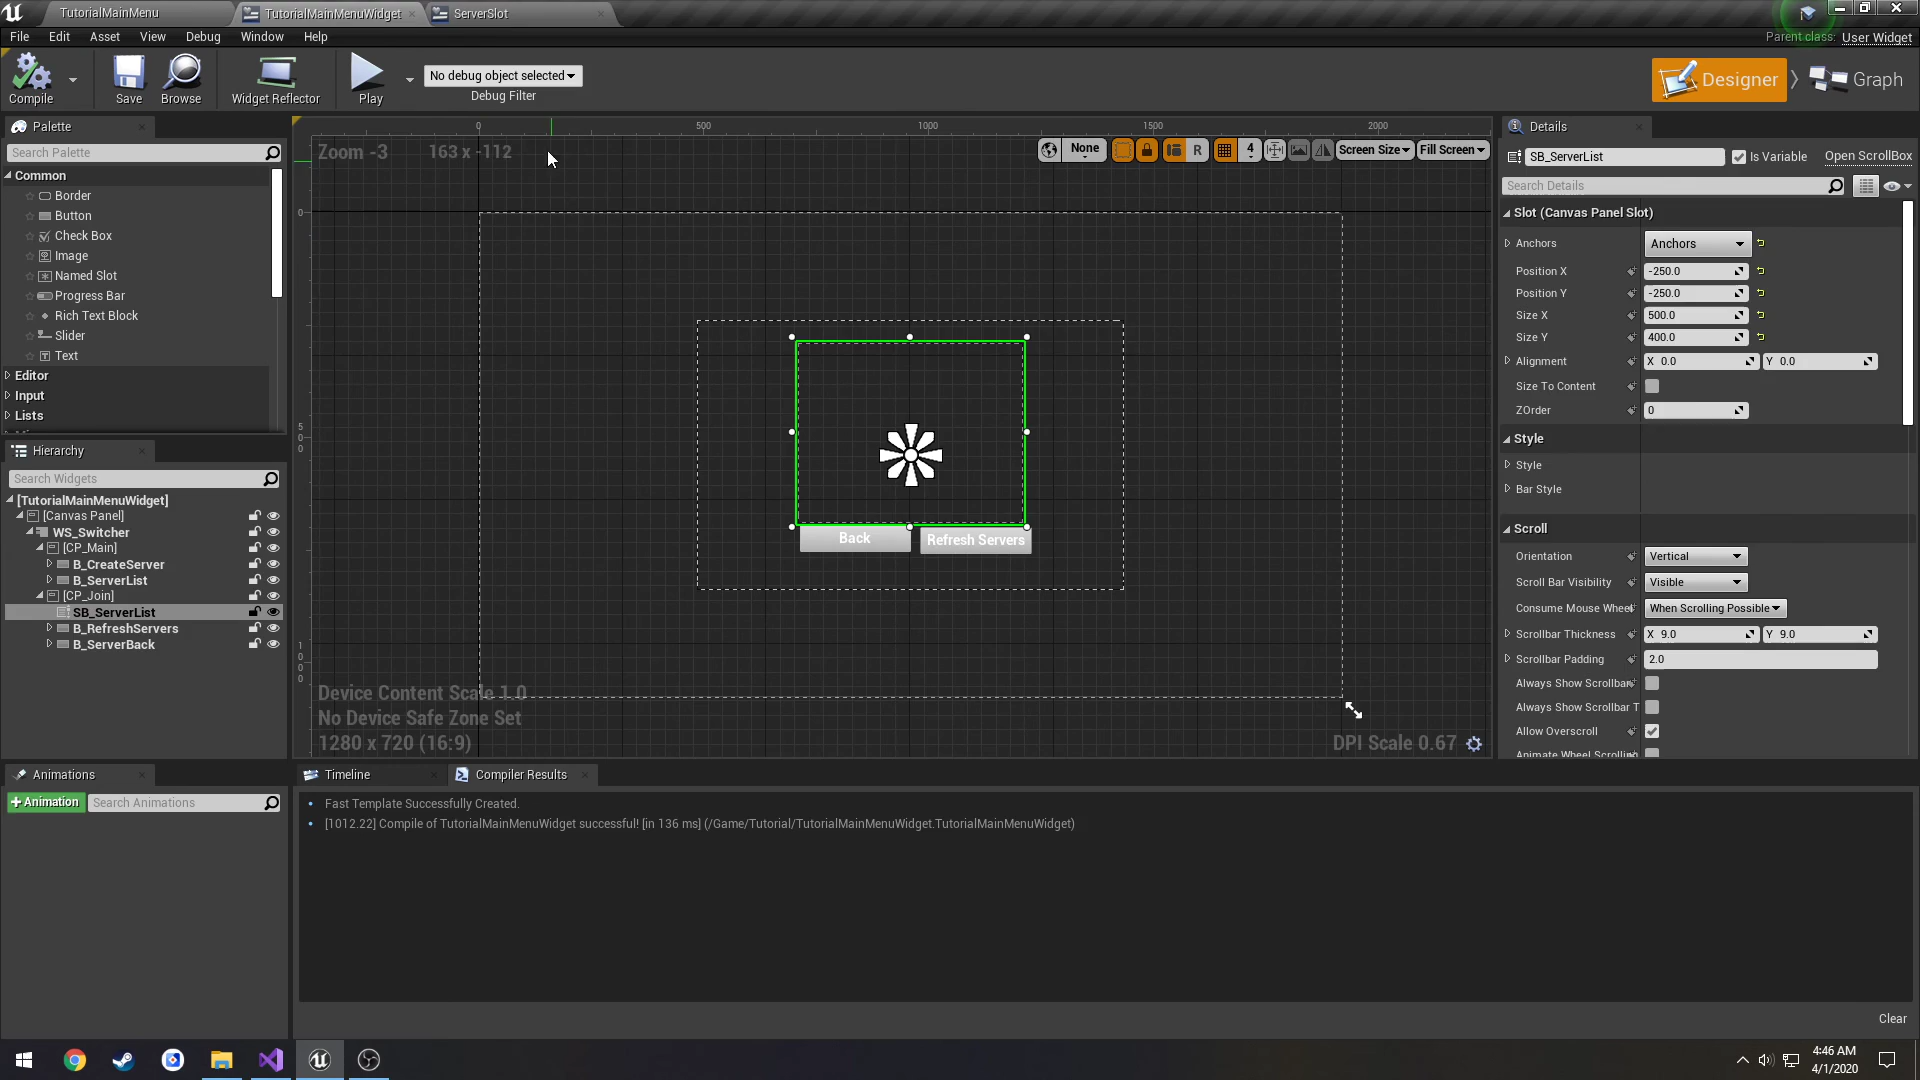 TutorialMainMenu
TutorialMainMenuWidget
ServerSlot
File Edit Asset View Debug Window Help
Parent class: User Widget
Compile
Save
Browse
Widget Reflector
Play
No debug object selected
Debug Filter
Designer
Graph
Palette
Search Palette
Common
Border
Button
Check Box
Image
Named Slot
Progress Bar
Rich Text Block
Slider
Text
Editor
Input
Lists
Hierarchy
Search Widgets
[TutorialMainMenuWidget]
[Canvas Panel]
WS_Switcher
[CP_Main]
B_CreateServer
B_ServerList
[CP_Join]
SB_ServerList
B_RefreshServers
B_ServerBack
Animations
+Animation
Search Animations
0 500 1000 1500 2000
Zoom -3
163 x -112
None
R
4
Screen Size
Fill Screen
0
500
1000
Back
Refresh Servers
Device Content Scale 1.0
No Device Safe Zone Set
1280 x 720 (16:9)
DPI Scale 0.67
Timeline
Compiler Results
Fast Template Successfully Created.
[1012.22] Compile of TutorialMainMenuWidget successful! [in 136 ms] (/Game/Tutorial/TutorialMainMenuWidget.TutorialMainMenuWidget)
Clear
Details
SB_ServerList
Is Variable
Open ScrollBox
Search Details
Slot (Canvas Panel Slot)
Anchors Anchors
Position X -250.0
Position Y -250.0
Size X 500.0
Size Y 400.0
Alignment X 0.0 Y 0.0
Size To Content
ZOrder 0
Style
Style
Bar Style
Scroll
Orientation Vertical
Scroll Bar Visibility Visible
Consume Mouse Whee When Scrolling Possible
Scrollbar Thickness X 9.0 Y 9.0
Scrollbar Padding 2.0
Always Show Scrollbar
Always Show Scrollbar T
Allow Overscroll
Animate Wheel Scrolling
4:46 AM
4/1/2020